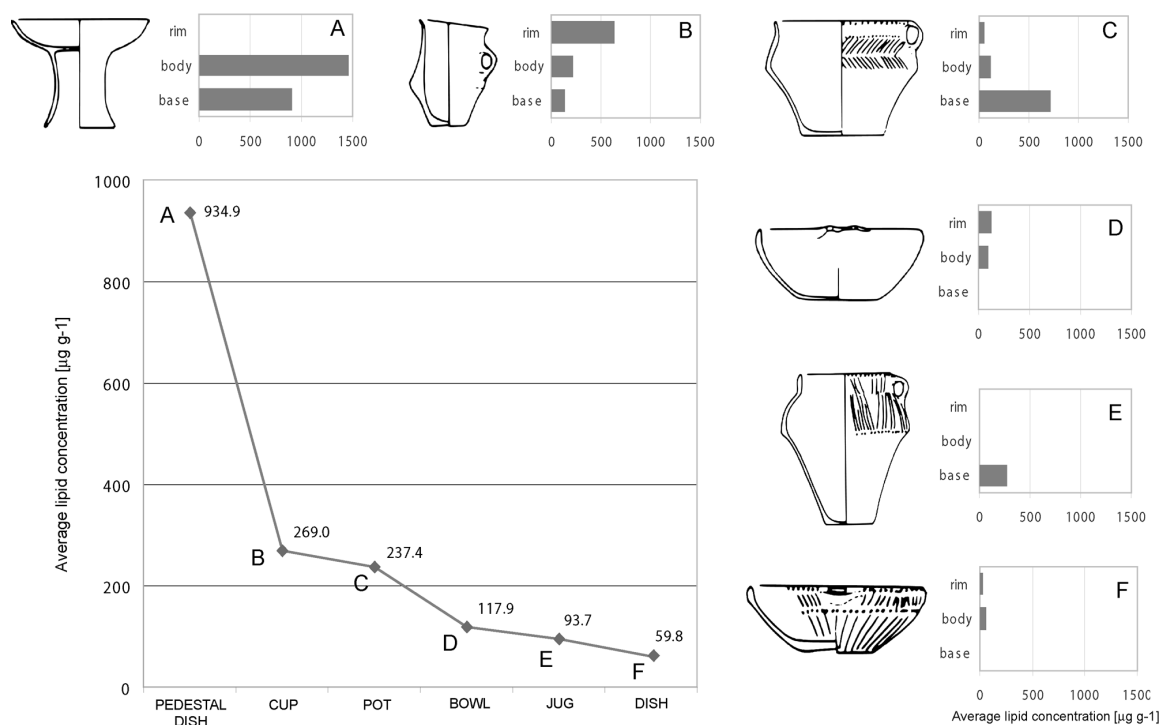 A
rim
body
base
0 500 1000 1500
B
rim
body
base
0 500 1000 1500
C
rim
body
base
0 500 1000 1500
Average lipid concentration [µg g-1]
1000
800
600
400
200
0
A 934.9
B 269.0
C 237.4
D 117.9
E 93.7
F 59.8
PEDESTAL
DISH
CUP
POT
BOWL
JUG
DISH
D
rim
body
base
0 500 1000 1500
E
rim
body
base
0 500 1000 1500
F
rim
body
base
0 500 1000 1500
Average lipid concentration [µg g-1]